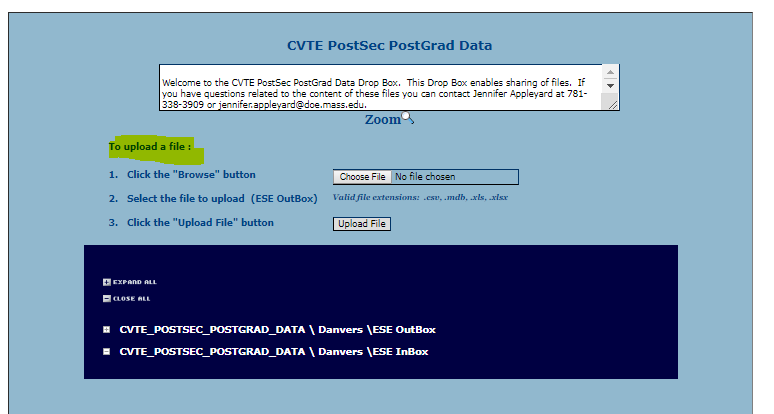 CVTE PostSec PostGrad Data
Welcome to the CVTE PostSec PostGrad Data Drop Box.  This Drop Box enables sharing of files.  If
you have questions related to the content of these files you can contact Jennifer Appleyard at 781-
338-3909 or jennifer.appleyard@doe.mass.edu.
Zoom
To upload a file :
1. Click the "Browse" button
Choose File No file chosen
2. Select the file to upload (ESE OutBox)
Valid file extensions: .csv, .mdb, .xls, .xlsx
3. Click the "Upload File" button
Upload File
EXPAND ALL
CLOSE ALL
CVTE_POSTSEC_POSTGRAD_DATA \ Danvers \ESE OutBox
CVTE_POSTSEC_POSTGRAD_DATA \ Danvers \ESE InBox